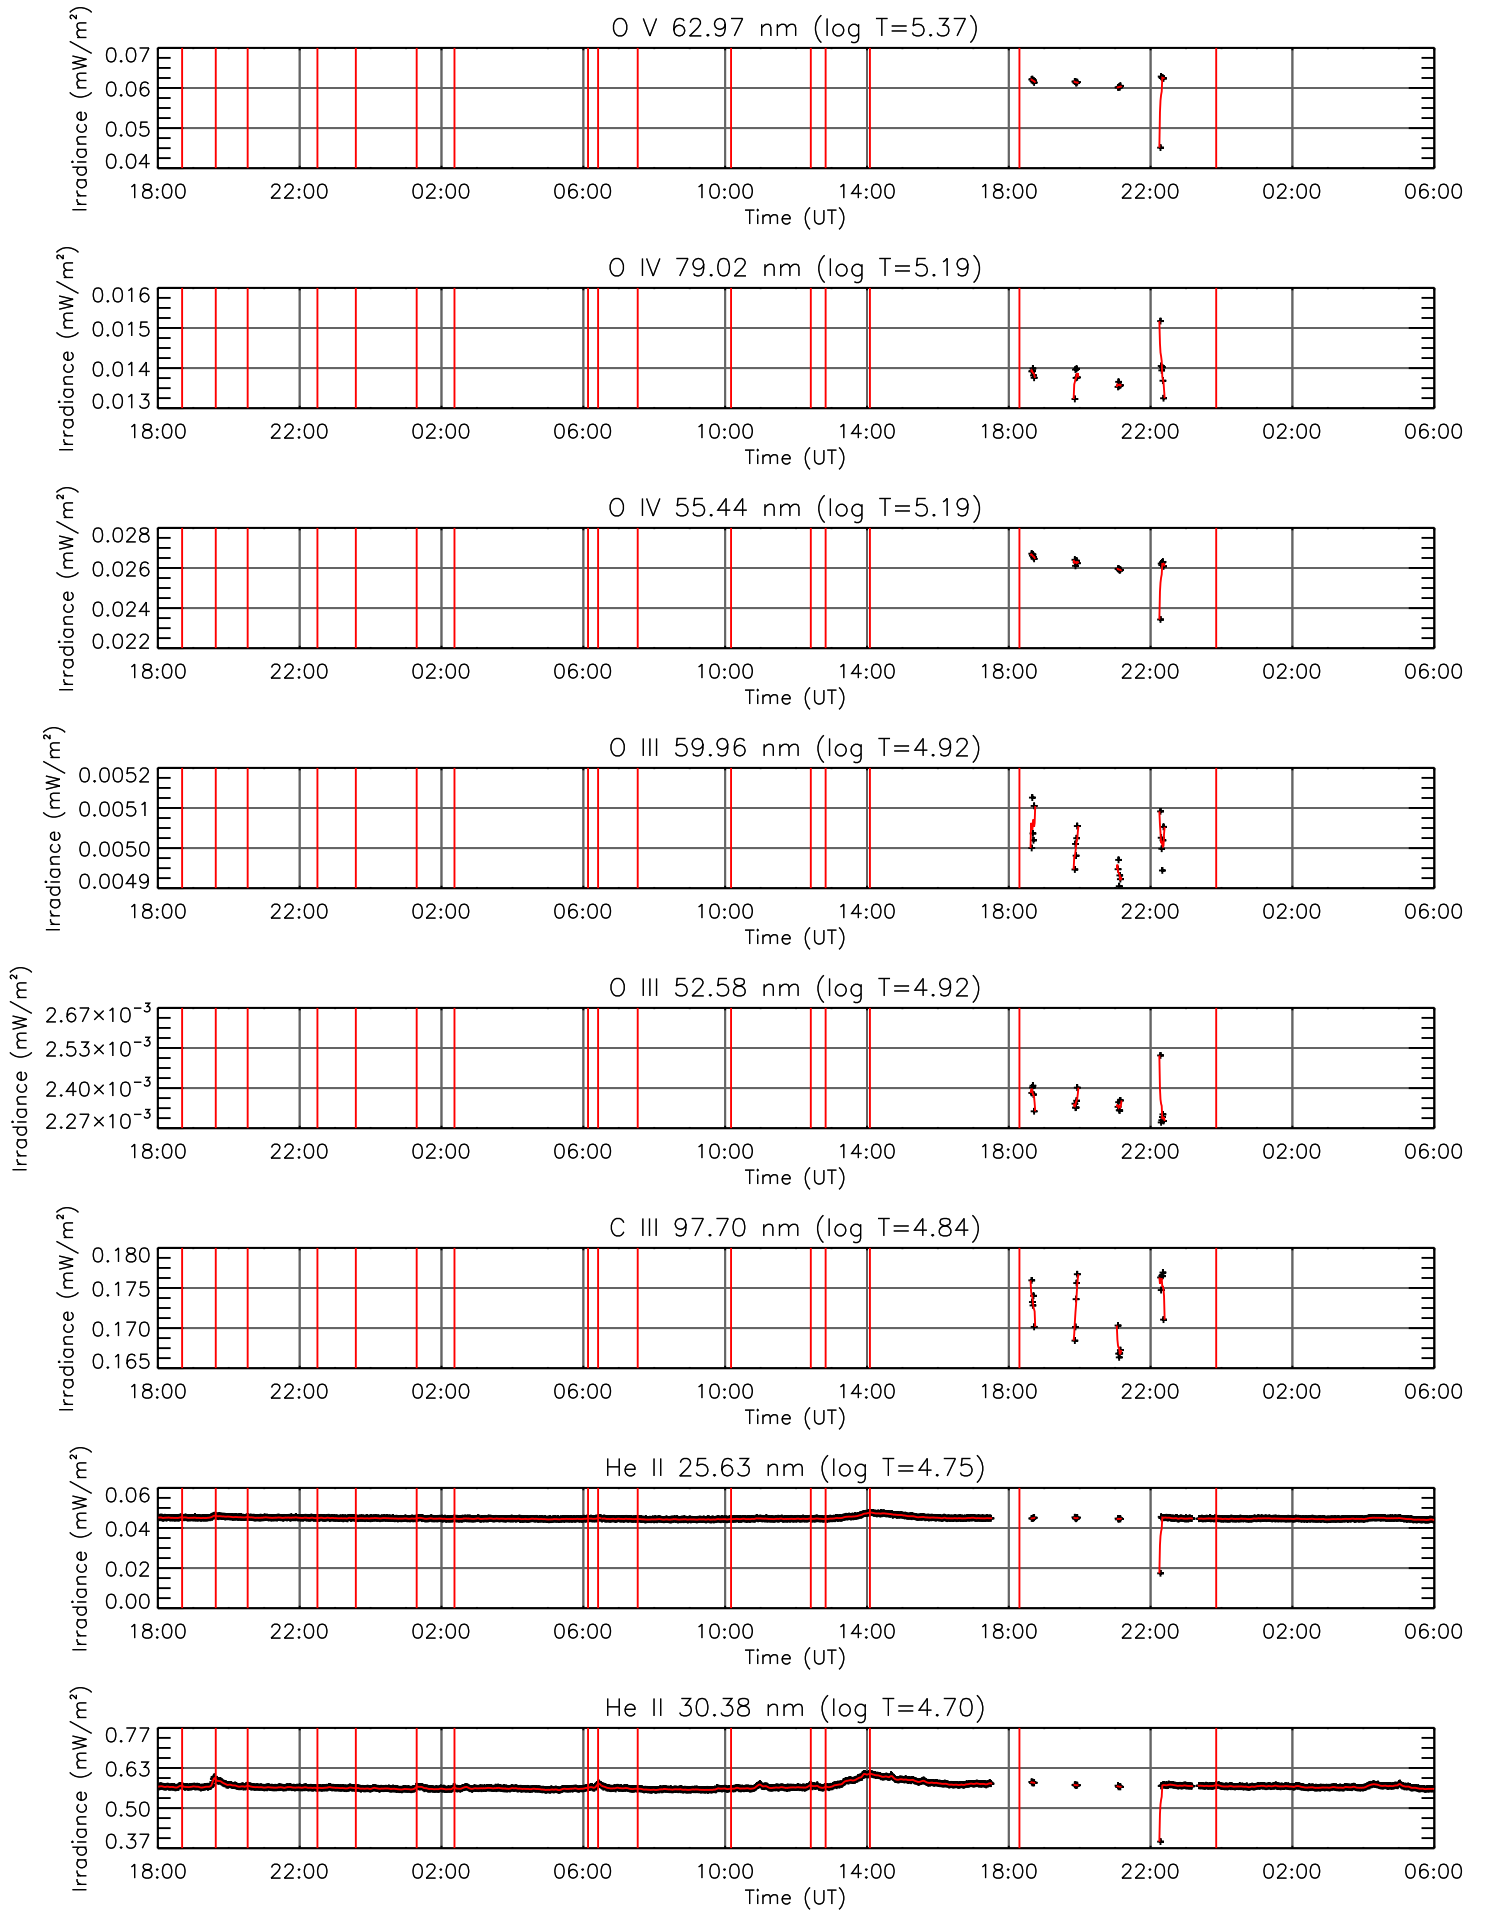 O V 62.97 nm (log T=5.37)
Irradiance (mW/m²)
0.07
0.06
0.05
0.04
18:00 22:00 02:00 06:00 10:00 14:00 18:00 22:00 02:00 06:00
Time (UT)
O IV 79.02 nm (log T=5.19)
Irradiance (mW/m²)
0.016
0.015
0.014
0.013
18:00 22:00 02:00 06:00 10:00 14:00 18:00 22:00 02:00 06:00
Time (UT)
O IV 55.44 nm (log T=5.19)
Irradiance (mW/m²)
0.028
0.026
0.024
0.022
18:00 22:00 02:00 06:00 10:00 14:00 18:00 22:00 02:00 06:00
Time (UT)
O III 59.96 nm (log T=4.92)
Irradiance (mW/m²)
0.0052
0.0051
0.0050
0.0049
18:00 22:00 02:00 06:00 10:00 14:00 18:00 22:00 02:00 06:00
Time (UT)
O III 52.58 nm (log T=4.92)
Irradiance (mW/m²)
2.67×10⁻³
2.53×10⁻³
2.40×10⁻³
2.27×10⁻³
18:00 22:00 02:00 06:00 10:00 14:00 18:00 22:00 02:00 06:00
Time (UT)
C III 97.70 nm (log T=4.84)
Irradiance (mW/m²)
0.180
0.175
0.170
0.165
18:00 22:00 02:00 06:00 10:00 14:00 18:00 22:00 02:00 06:00
Time (UT)
He II 25.63 nm (log T=4.75)
Irradiance (mW/m²)
0.06
0.04
0.02
0.00
18:00 22:00 02:00 06:00 10:00 14:00 18:00 22:00 02:00 06:00
Time (UT)
He II 30.38 nm (log T=4.70)
Irradiance (mW/m²)
0.77
0.63
0.50
0.37
18:00 22:00 02:00 06:00 10:00 14:00 18:00 22:00 02:00 06:00
Time (UT)